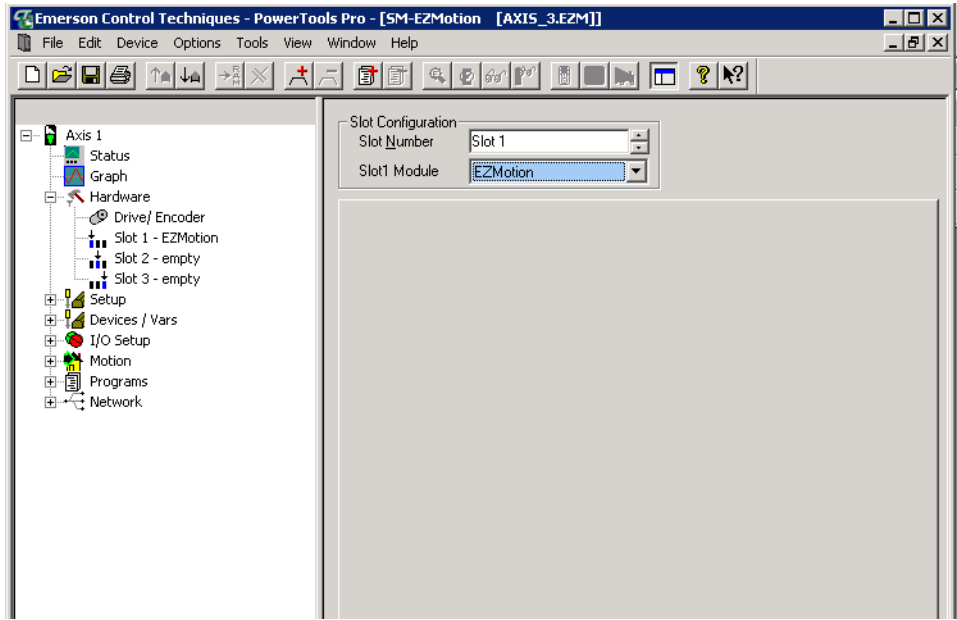 Emerson Control Techniques - PowerTools Pro - [SM-EZMotion [AXIS_3.EZM]]
File Edit Device Options Tools View Window Help
Axis 1
Status
Graph
Hardware
Drive/ Encoder
Slot 1 - EZMotion
Slot 2 - empty
Slot 3 - empty
Setup
Devices / Vars
I/O Setup
Motion
Programs
Network
Slot Configuration
Slot Number Slot 1
Slot1 Module EZMotion